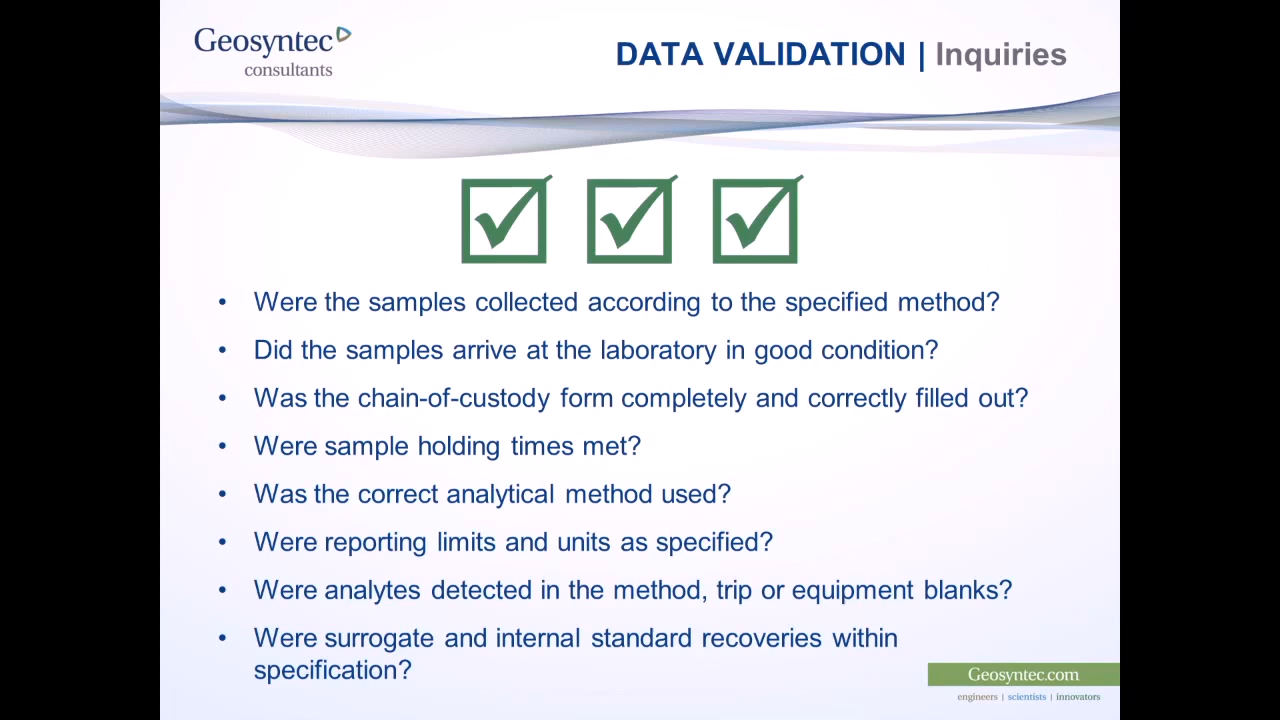 Geosyntec
consultants
DATA VALIDATION | Inquiries
• Were the samples collected according to the specified method?
• Did the samples arrive at the laboratory in good condition?
• Was the chain-of-custody form completely and correctly filled out?
• Were sample holding times met?
• Was the correct analytical method used?
• Were reporting limits and units as specified?
• Were analytes detected in the method, trip or equipment blanks?
• Were surrogate and internal standard recoveries within
specification?
Geosyntec.com
engineers | scientists | innovators